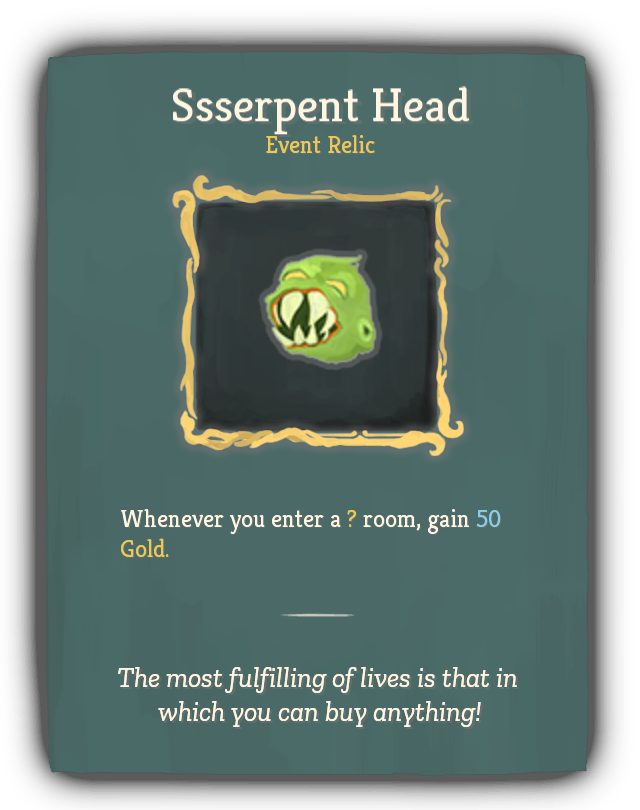 Ssserpent Head
Event Relic
Whenever you enter a ? room, gain 50
Gold.
The most fulfilling of lives is that in
which you can buy anything!